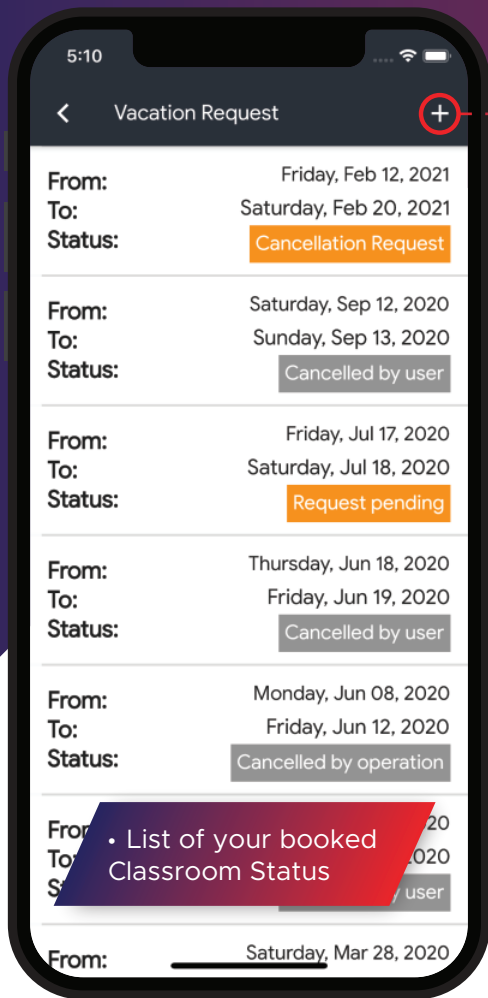 5:10
Vacation Request
From: Friday, Feb 12, 2021
To: Saturday, Feb 20, 2021
Status: Cancellation Request
From: Saturday, Sep 12, 2020
To: Sunday, Sep 13, 2020
Status: Cancelled by user
From: Friday, Jul 17, 2020
To: Saturday, Jul 18, 2020
Status: Request pending
From: Thursday, Jun 18, 2020
To: Friday, Jun 19, 2020
Status: Cancelled by user
From: Monday, Jun 08, 2020
To: Friday, Jun 12, 2020
Status: Cancelled by operation
• List of your booked
Classroom Status
user
From: Saturday, Mar 28, 2020